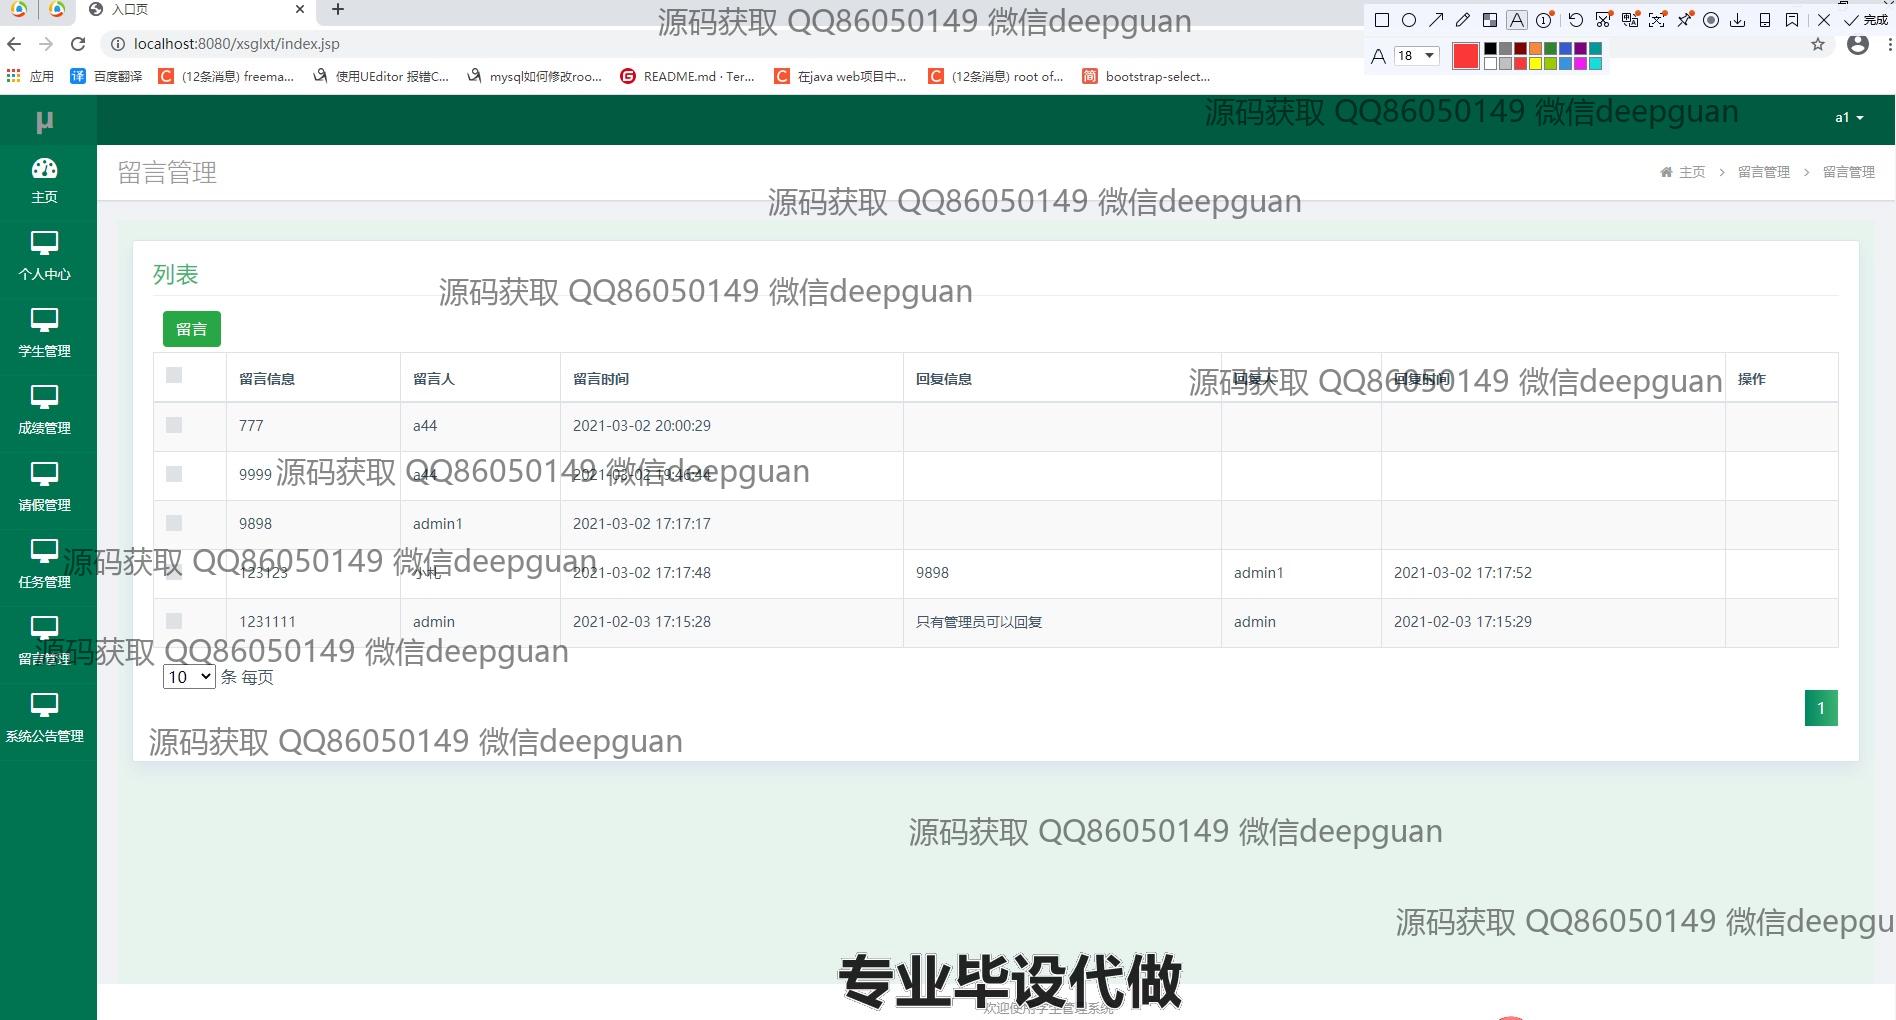 入口页
源码获取 QQ86050149 微信deepguan
完成
localhost:8080/xsglxt/index.jsp
A 18
应用 百度翻译 (12条消息) freema... 使用UEditor 报错C... mysql如何修改roo... README.md · Ter... 在java web项目中... (12条消息) root of... bootstrap-select...
源码获取 QQ86050149 微信deepguan
μ
a1
主页
留言管理
主页 > 留言管理 > 留言管理
源码获取 QQ86050149 微信deepguan
个人中心
列表
源码获取 QQ86050149 微信deepguan
留言
学生管理
留言信息 留言人 留言时间 回复信息 回复人 回复时间 操作
源码获取 QQ86050149 微信deepguan
777 a44 2021-03-02 20:00:29
成绩管理
9999 a44 2021-03-02 19:46:44
源码获取 QQ86050149 微信deepguan
请假管理
9898 admin1 2021-03-02 17:17:17
源码获取 QQ86050149 微信deepguan
123123 小札 2021-03-02 17:17:48 9898 admin1 2021-03-02 17:17:52
任务管理
1231111 admin 2021-02-03 17:15:28 只有管理员可以回复 admin 2021-02-03 17:15:29
源码获取 QQ86050149 微信deepguan
留言管理
10 条 每页
1
系统公告管理
源码获取 QQ86050149 微信deepguan
源码获取 QQ86050149 微信deepguan
源码获取 QQ86050149 微信deepgu
专业毕设代做
欢迎使用学生管理系统